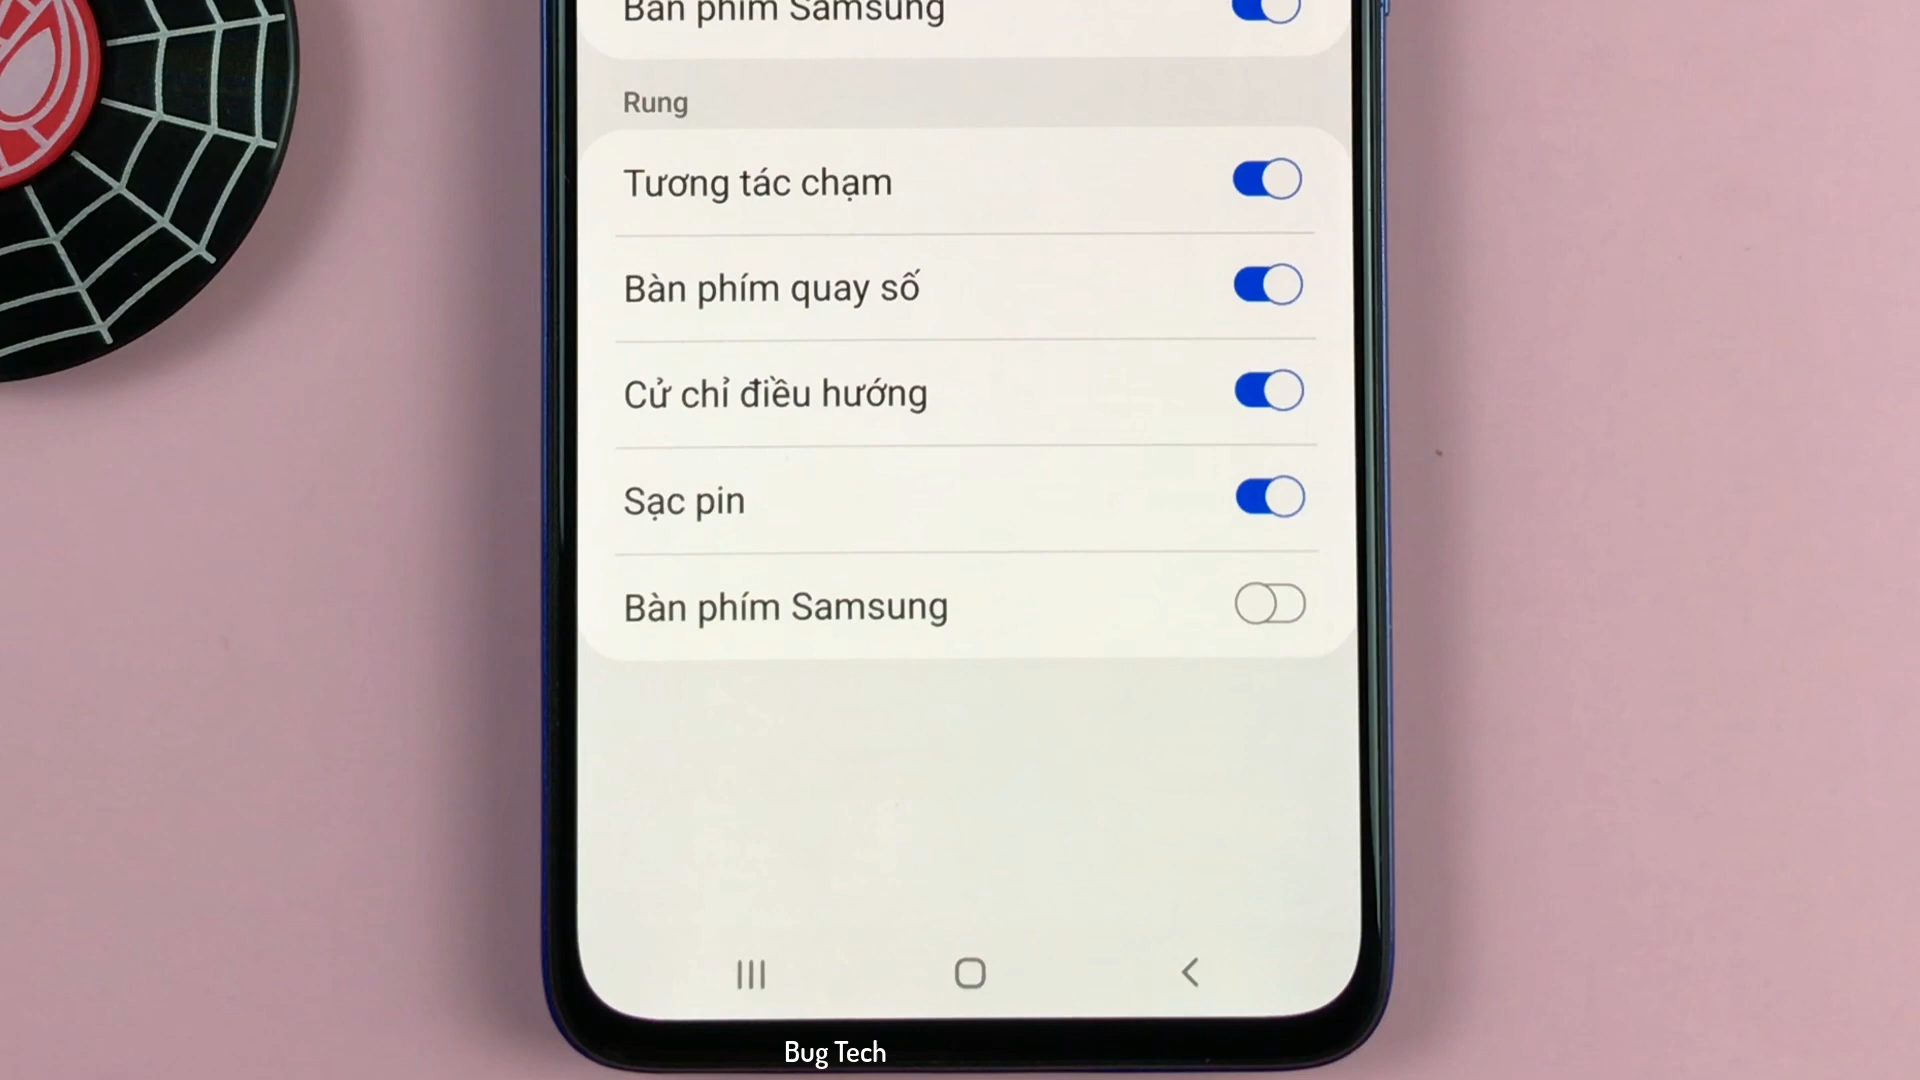 Bàn phím Samsung
Rung
Tương tác chạm
Bàn phím quay số
Cử chỉ điều hướng
Sạc pin
Bàn phím Samsung
Bug Tech